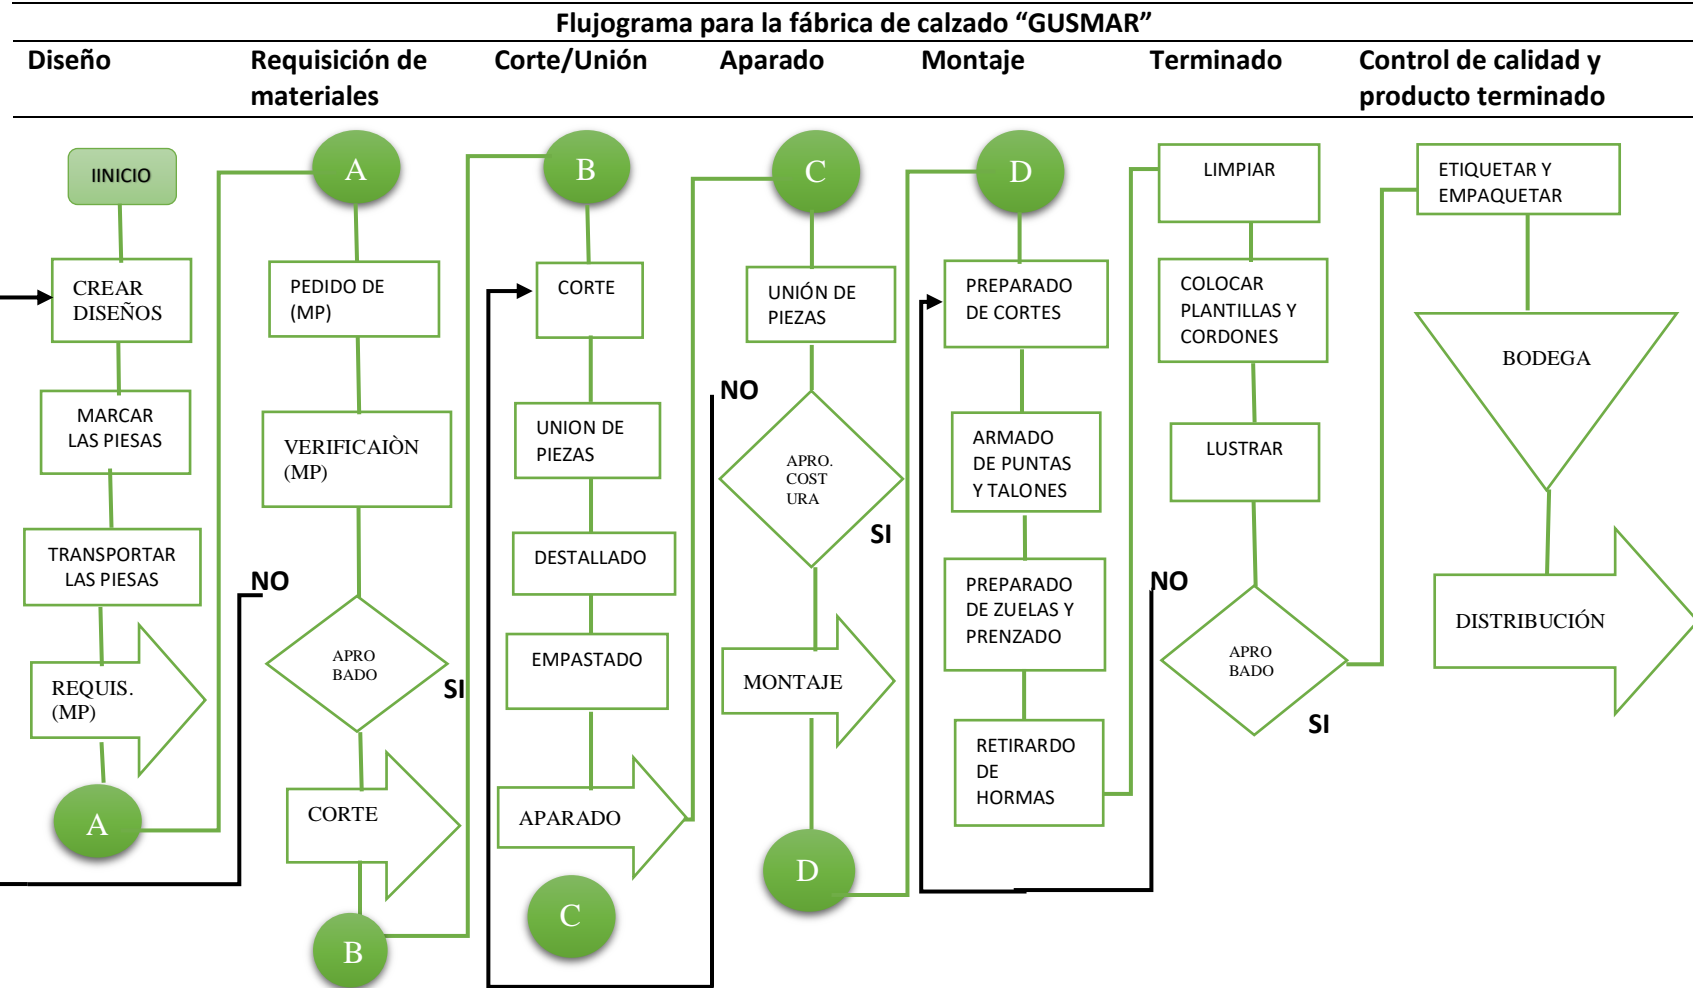 Flujograma para la fábrica de calzado “GUSMAR”
Diseño
Requisición de
materiales
Corte/Unión
Aparado
Montaje
Terminado
Control de calidad y
producto terminado
IINICIO
CREAR
DISEÑOS
MARCAR
LAS PIESAS
TRANSPORTAR
LAS PIESAS
REQUIS.
(MP)
A
A
PEDIDO DE
(MP)
VERIFICAIÒN
(MP)
NO
APRO
BADO
SI
CORTE
B
B
CORTE
UNION DE
PIEZAS
DESTALLADO
EMPASTADO
APARADO
C
C
UNIÓN DE
PIEZAS
NO
APRO.
COST
URA
SI
MONTAJE
D
D
PREPARADO
DE CORTES
ARMADO
DE PUNTAS
Y TALONES
PREPARADO
DE ZUELAS Y
PRENZADO
RETIRARDO
DE
HORMAS
LIMPIAR
COLOCAR
PLANTILLAS Y
CORDONES
LUSTRAR
NO
APRO
BADO
SI
ETIQUETAR Y
EMPAQUETAR
BODEGA
DISTRIBUCIÓN